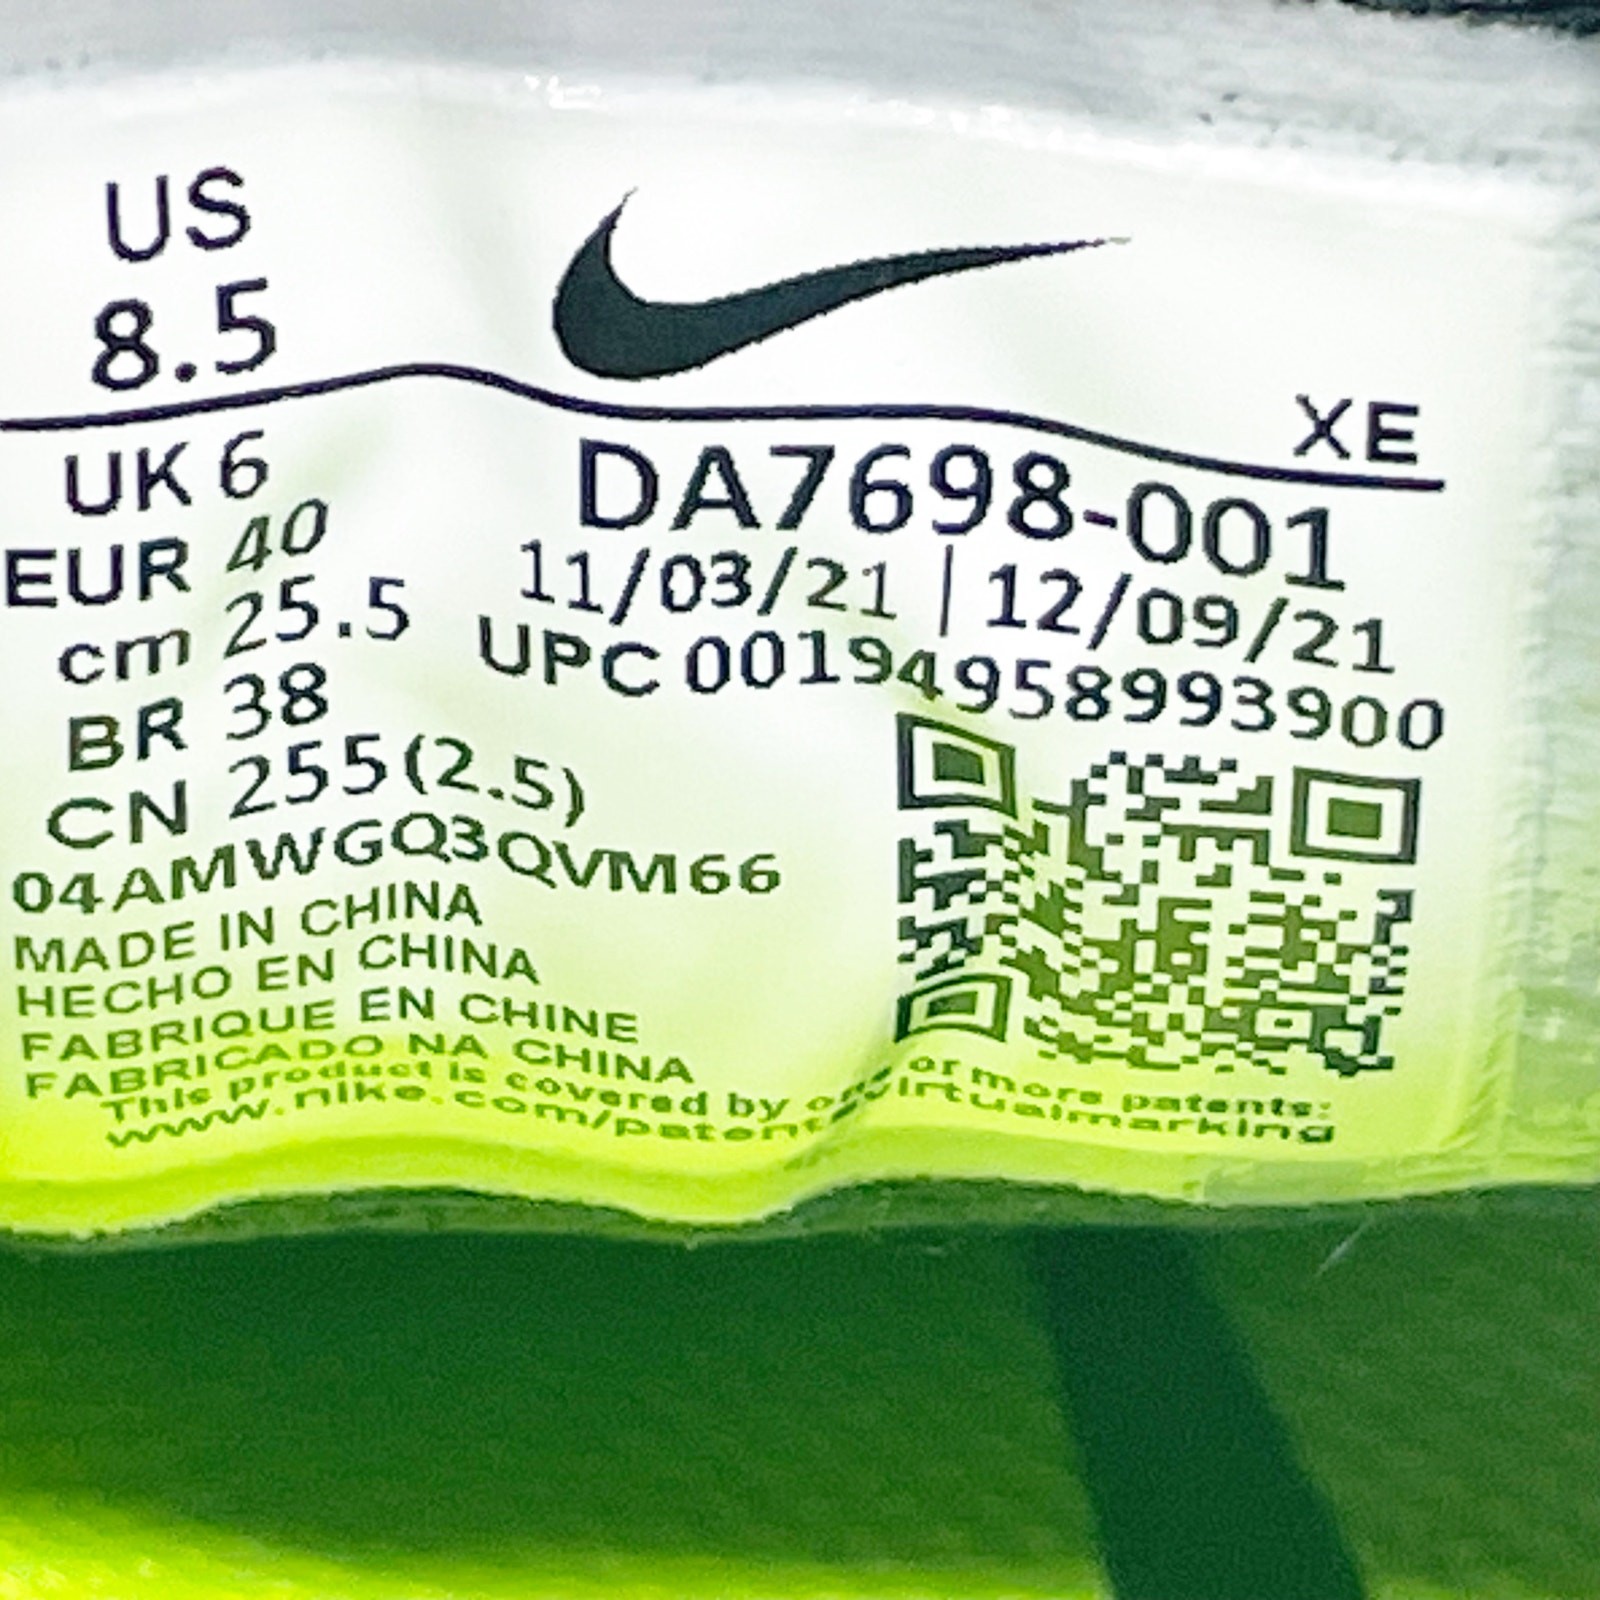 US
8.5
XE
UK 6
EUR 40
cm 25.5
BR 38
CN 255(2.5)
DA7698-001
11/03/21 | 12/09/21
UPC 00194958993900
04AMWGQ3QVM66
MADE IN CHINA
HECHO EN CHINA
FABRIQUE EN CHINE
FABRICADO NA CHINA
This product is covered by one or more patents:
www.nike.com/patentsvirtualmarking